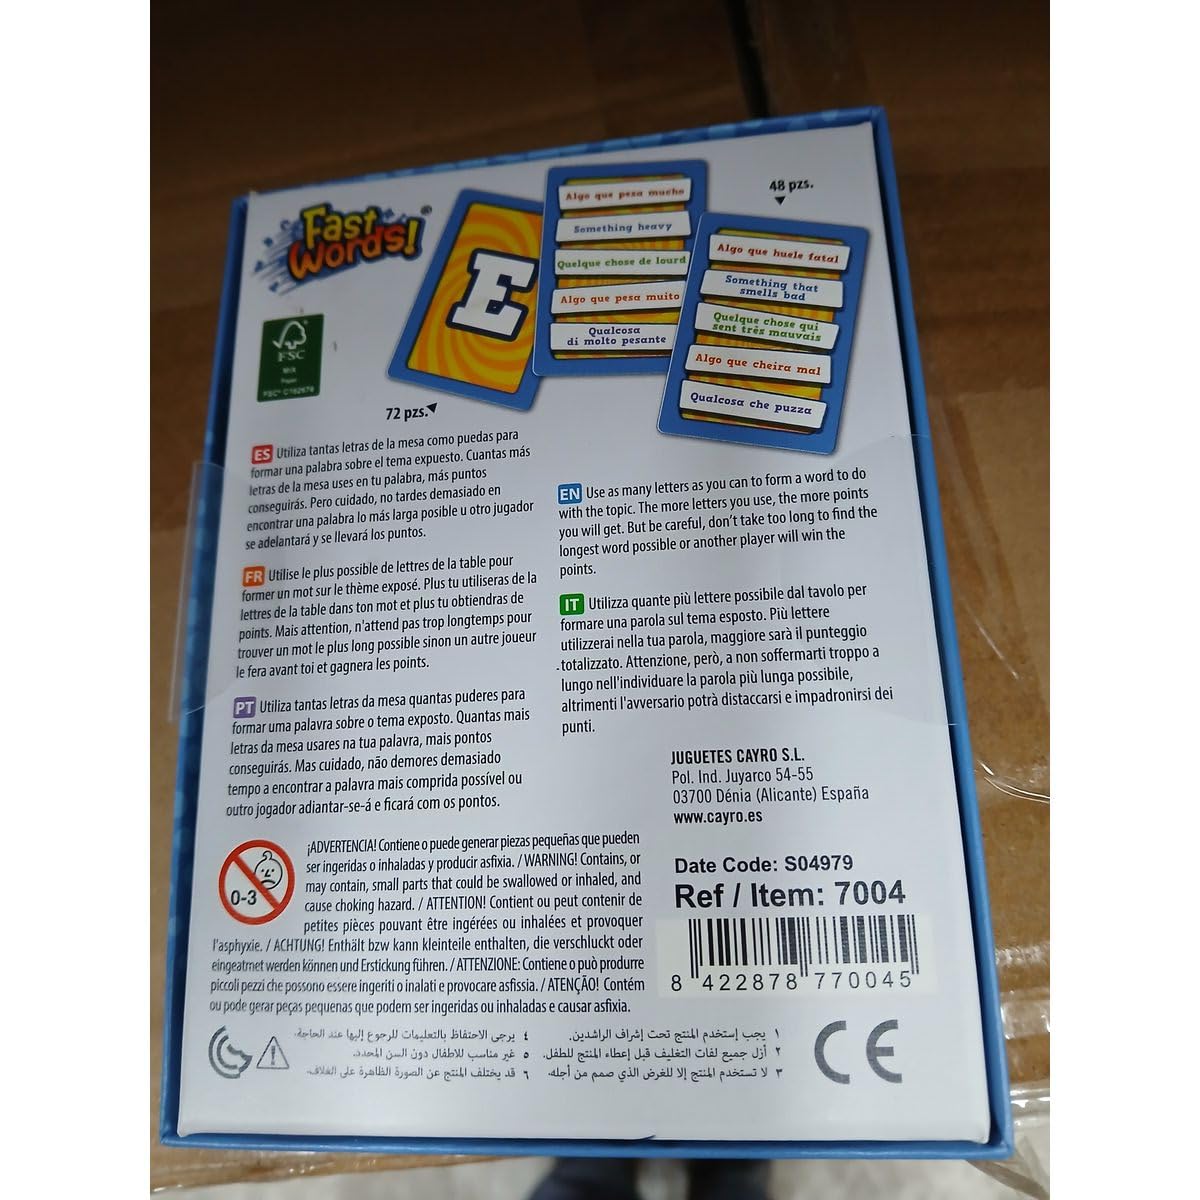 Fast
Words!
®
48 pzs.
E
Algo que pesa mucho
Something heavy
Quelque chose de lourd
Algo que pesa muito
Qualcosa
di molto pesante
Algo que huele fatal
Something that
smells bad
Quelque chose qui
sent très mauvais
Algo que cheira mal
Qualcosa che puzza
FSC
MIX
Paper
72 pzs.
ES Utiliza tantas letras de la mesa como puedas para
formar una palabra sobre el tema expuesto. Cuantas más
letras de la mesa uses en tu palabra, más puntos
conseguirás. Pero cuidado, no tardes demasiado en
encontrar una palabra lo más larga posible u otro jugador
se adelantará y se llevará los puntos.
FR Utilise le plus possible de lettres de la table pour
former un mot sur le thème exposé. Plus tu utiliseras de la
lettres de la table dans ton mot et plus tu obtiendras de
points. Mais attention, n'attend pas trop longtemps pour
trouver un mot le plus long possible sinon un autre joueur
le fera avant toi et gagnera les points.
PT Utiliza tantas letras da mesa quantas puderes para
formar uma palavra sobre o tema exposto. Quantas mais
letras da mesa usares na tua palavra, mais pontos
conseguirás. Mas cuidado, não demores demasiado
tempo a encontrar a palavra mais comprida possível ou
outro jogador adiantar-se-á e ficará com os pontos.
EN Use as many letters as you can to form a word to do
with the topic. The more letters you use, the more points
you will get. But be careful, don't take too long to find the
longest word possible or another player will win the
points.
IT Utilizza quante più lettere possibile dal tavolo per
formare una parola sul tema esposto. Più lettere
utilizzerai nella tua parola, maggiore sarà il punteggio
totalizzato. Attenzione, però, a non soffermarti troppo a
lungo nell'individuare la parola più lunga possibile,
altrimenti l'avversario potrà distaccarsi e impadronirsi dei
punti.
JUGUETES CAYRO S.L.
Pol. Ind. Juyarco 54-55
03700 Dénia (Alicante) España
www.cayro.es
0-3
¡ADVERTENCIA! Contiene o puede generar piezas pequeñas que pueden
ser ingeridas o inhaladas y producir asfixia. / WARNING! Contains, or
may contain, small parts that could be swallowed or inhaled, and
cause choking hazard. / ATTENTION! Contient ou peut contenir de
petites pièces pouvant être ingérées ou inhalées et provoquer
l'asphyxie. / ACHTUNG! Enthält bzw kann kleinteile enthalten, die verschluckt oder
eingeatmet werden können und Erstickung führen. / ATTENZIONE: Contiene o può produrre
piccoli pezzi che possono essere ingeriti o inalati e provocare asfissia. / ATENÇÃO! Contém
ou pode gerar peças pequenas que podem ser ingeridas ou inhaladas e causar asfixia.
Date Code: S04979
Ref / Item: 7004
8 422878 770045
١ يجب إستخدم المنتج تحت إشراف الراشدين.
٢ أزل جميع لفات التغليف قبل إعطاء المنتج للطفل.
٣ لا تستخدم المنتج إلا للغرض الذي صمم من أجله.
٤ يرجى الاحتفاظ بالتعليمات للرجوع إليها عند الحاجة.
٥ غير مناسب للاطفال دون السن المحدد.
٦ قد يختلف المنتج عن الصورة الظاهرة على الغلاف.
CE